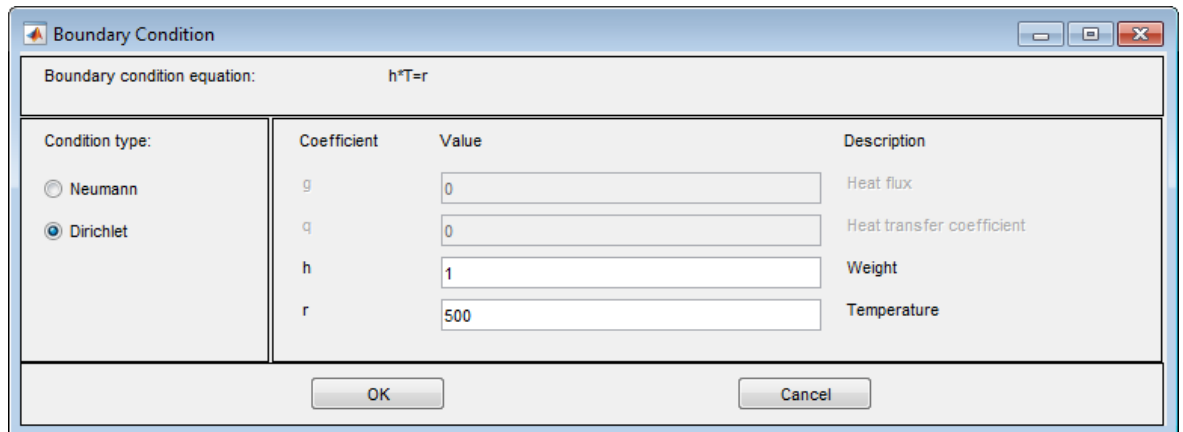 Boundary Condition
Boundary condition equation: h*T=r
Condition type:
Neumann
Dirichlet
Coefficient Value Description
g 0 Heat flux
q 0 Heat transfer coefficient
h 1 Weight
r 500 Temperature
OK Cancel